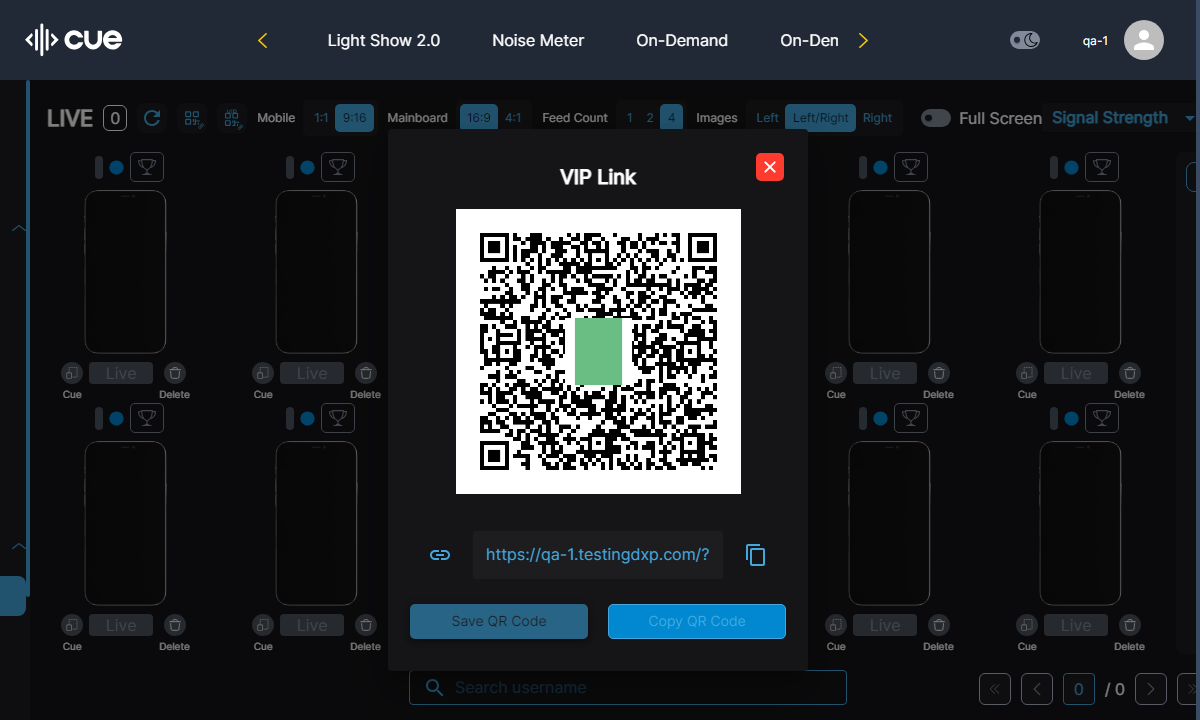 cue
Light Show 2.0 Noise Meter On-Demand On-Den
qa-1
LIVE 0 Mobile 1:1 9:16 Mainboard 16:9 4:1 Feed Count 1 2 4 Images Left Left/Right Right Full Screen Signal Strength
VIP Link
Live Live Live Live
Cue Delete Cue Delete Cue Delete Cue Delete
https://qa-1.testingdxp.com/?
Save QR Code Copy QR Code
Live Live Live Live
Cue Delete Cue Delete Cue Delete Cue Delete
Search username 0 / 0